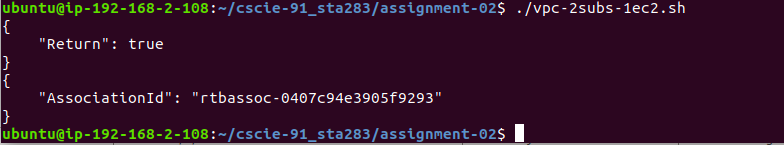 ubuntu@ip-192-168-2-108:~/cscie-91_sta283/assignment-02$ ./vpc-2subs-1ec2.sh
{
    "Return": true
}
{
    "AssociationId": "rtbassoc-0407c94e3905f9293"
}
ubuntu@ip-192-168-2-108:~/cscie-91_sta283/assignment-02$